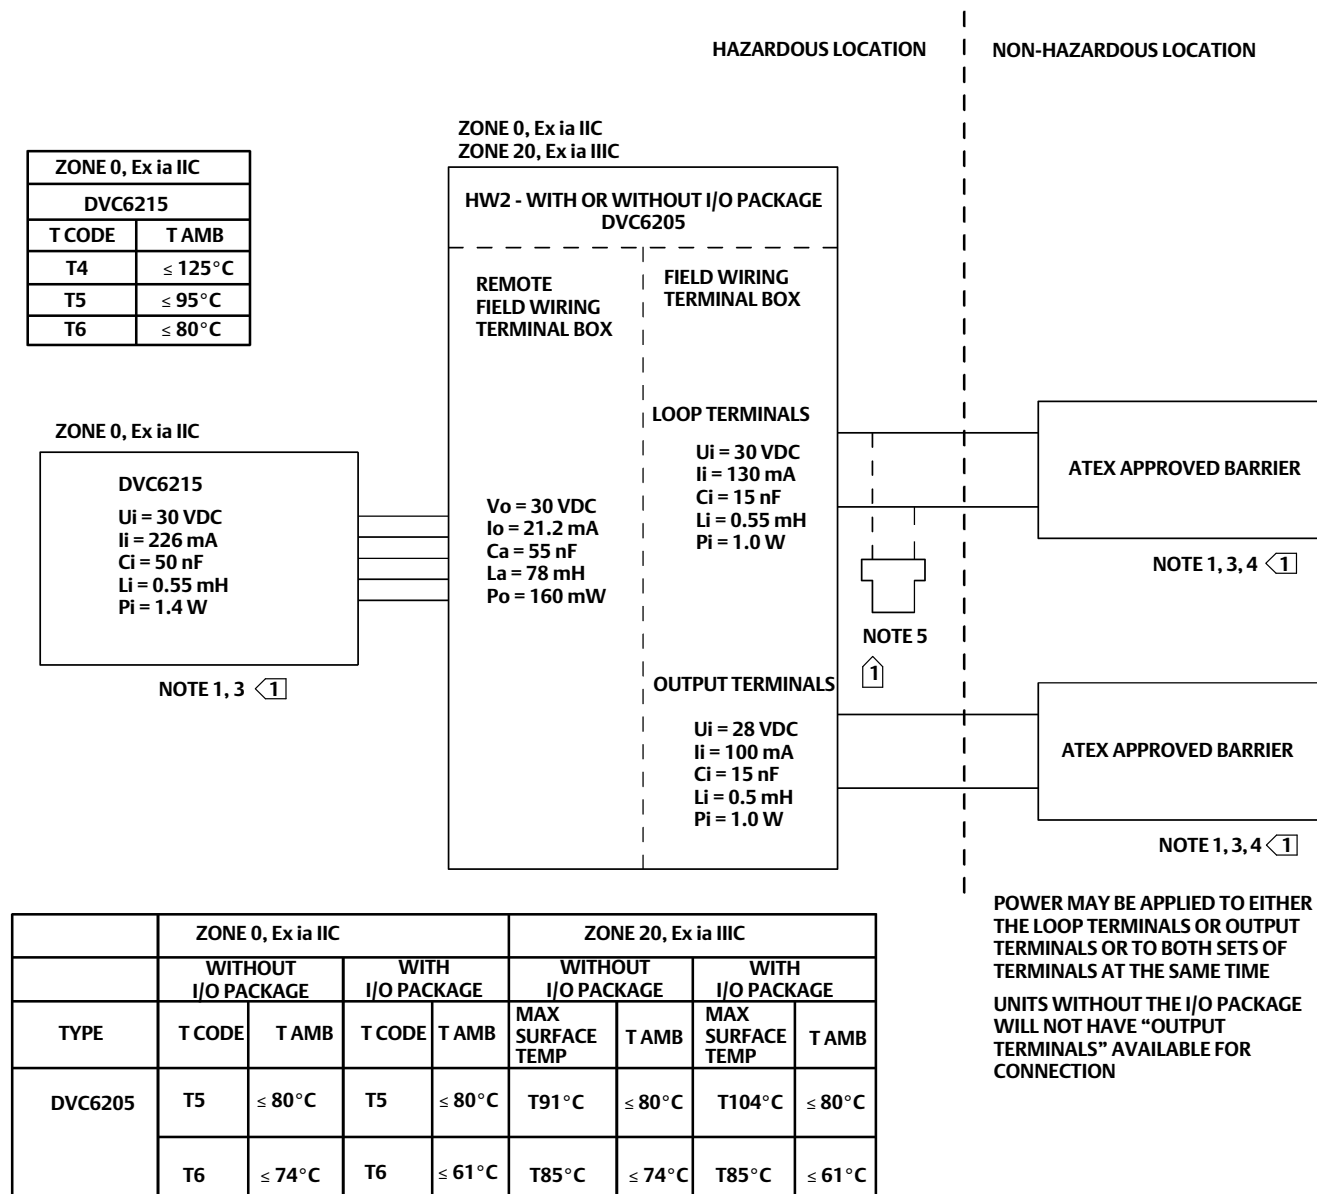 HAZARDOUS LOCATION
NON-HAZARDOUS LOCATION
ZONE 0, Ex ia IIC
ZONE 20, Ex ia IIIC
ZONE 0, Ex ia IIC
DVC6215
T CODE T AMB
T4 ≤ 125°C
T5 ≤ 95°C
T6 ≤ 80°C
HW2 - WITH OR WITHOUT I/O PACKAGE
DVC6205
REMOTE
FIELD WIRING
TERMINAL BOX
FIELD WIRING
TERMINAL BOX
ZONE 0, Ex ia IIC
DVC6215
Ui = 30 VDC
Ii = 226 mA
Ci = 50 nF
Li = 0.55 mH
Pi = 1.4 W
NOTE 1, 3 1
Vo = 30 VDC
Io = 21.2 mA
Ca = 55 nF
La = 78 mH
Po = 160 mW
LOOP TERMINALS
Ui = 30 VDC
Ii = 130 mA
Ci = 15 nF
Li = 0.55 mH
Pi = 1.0 W
NOTE 5
1
ATEX APPROVED BARRIER
NOTE 1, 3, 4 1
OUTPUT TERMINALS
Ui = 28 VDC
Ii = 100 mA
Ci = 15 nF
Li = 0.5 mH
Pi = 1.0 W
ATEX APPROVED BARRIER
NOTE 1, 3, 4 1
POWER MAY BE APPLIED TO EITHER
THE LOOP TERMINALS OR OUTPUT
TERMINALS OR TO BOTH SETS OF
TERMINALS AT THE SAME TIME
UNITS WITHOUT THE I/O PACKAGE
WILL NOT HAVE “OUTPUT
TERMINALS” AVAILABLE FOR
CONNECTION
ZONE 0, Ex ia IIC ZONE 20, Ex ia IIIC
WITHOUT
I/O PACKAGE
WITH
I/O PACKAGE
WITHOUT
I/O PACKAGE
WITH
I/O PACKAGE
TYPE T CODE T AMB T CODE T AMB
MAX
SURFACE
TEMP
T AMB
MAX
SURFACE
TEMP
T AMB
DVC6205 T5 ≤ 80°C T5 ≤ 80°C T91°C ≤ 80°C T104°C ≤ 80°C
T6 ≤ 74°C T6 ≤ 61°C T85°C ≤ 74°C T85°C ≤ 61°C